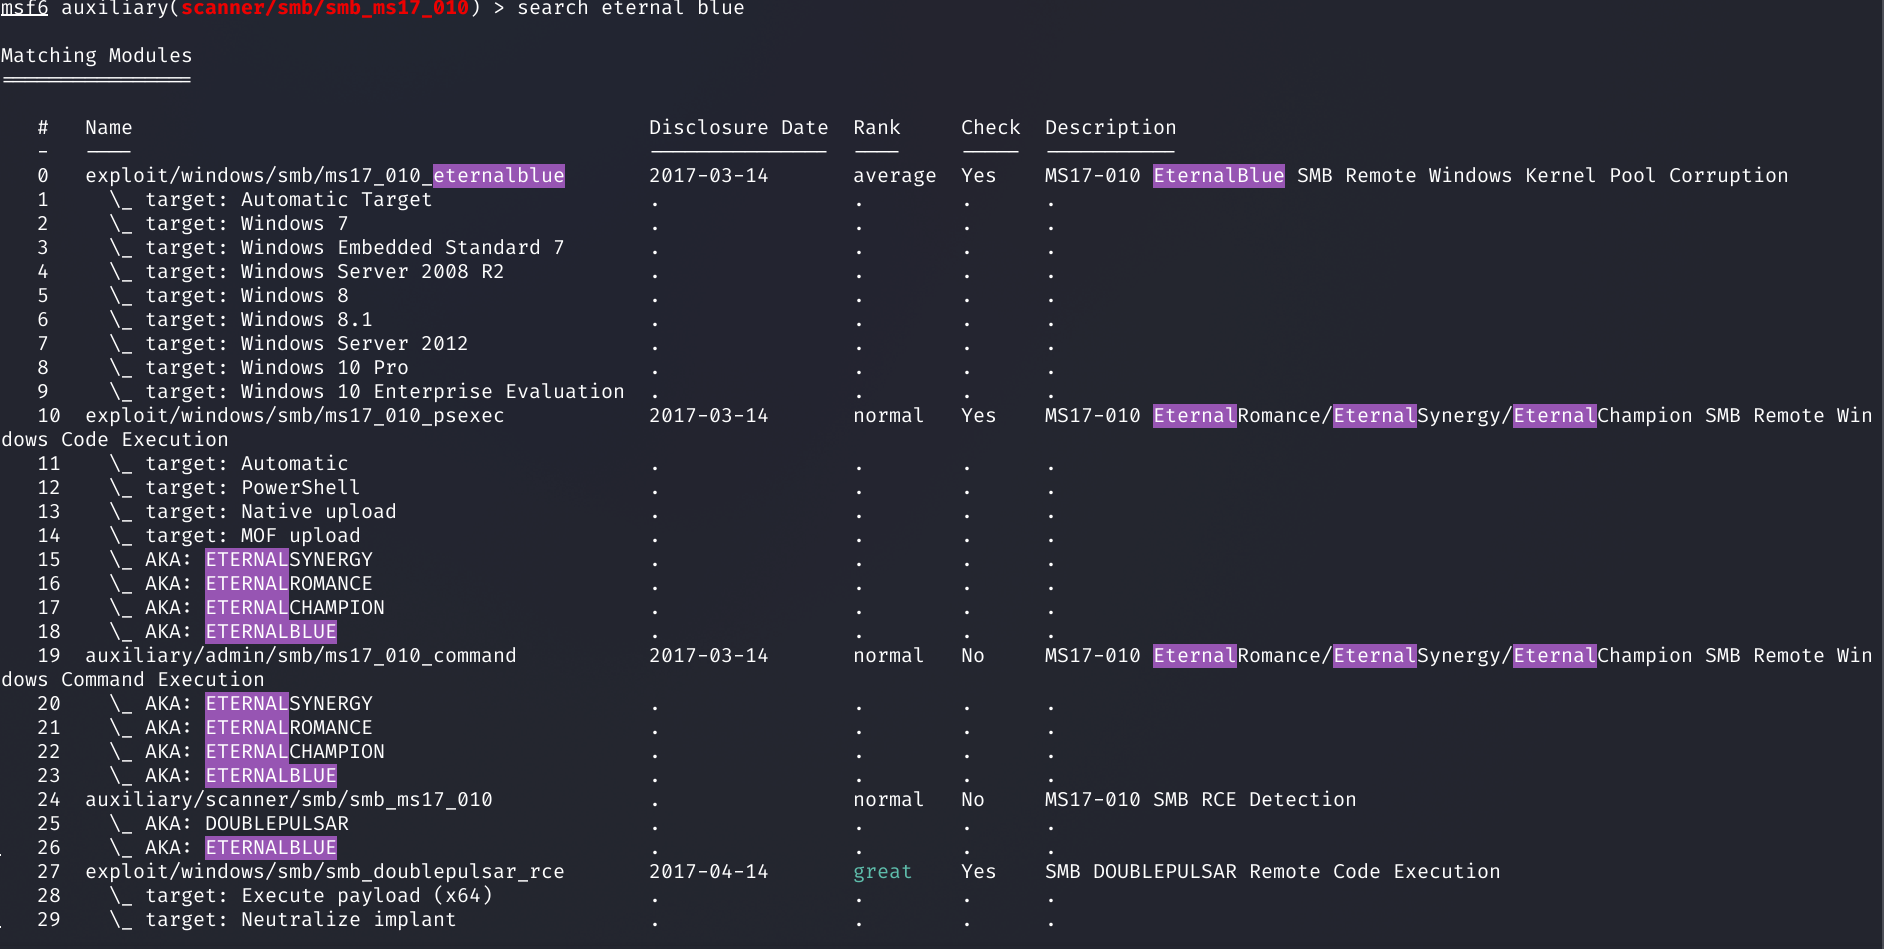 msf6 auxiliary(scanner/smb/smb_ms17_010) > search eternal blue
Matching Modules
================
#   Name                                           Disclosure Date  Rank     Check  Description
-   ----                                           ---------------  ----     -----  -----------
0   exploit/windows/smb/ms17_010_eternalblue       2017-03-14       average  Yes    MS17-010 EternalBlue SMB Remote Windows Kernel Pool Corruption
1     \_ target: Automatic Target                  .                .        .      .
2     \_ target: Windows 7                         .                .        .      .
3     \_ target: Windows Embedded Standard 7       .                .        .      .
4     \_ target: Windows Server 2008 R2            .                .        .      .
5     \_ target: Windows 8                         .                .        .      .
6     \_ target: Windows 8.1                       .                .        .      .
7     \_ target: Windows Server 2012               .                .        .      .
8     \_ target: Windows 10 Pro                    .                .        .      .
9     \_ target: Windows 10 Enterprise Evaluation  .                .        .      .
10  exploit/windows/smb/ms17_010_psexec            2017-03-14       normal   Yes    MS17-010 EternalRomance/EternalSynergy/EternalChampion SMB Remote Win
dows Code Execution
11    \_ target: Automatic                         .                .        .      .
12    \_ target: PowerShell                        .                .        .      .
13    \_ target: Native upload                     .                .        .      .
14    \_ target: MOF upload                        .                .        .      .
15    \_ AKA: ETERNALSYNERGY                       .                .        .      .
16    \_ AKA: ETERNALROMANCE                       .                .        .      .
17    \_ AKA: ETERNALCHAMPION                      .                .        .      .
18    \_ AKA: ETERNALBLUE                          .                .        .      .
19  auxiliary/admin/smb/ms17_010_command           2017-03-14       normal   No     MS17-010 EternalRomance/EternalSynergy/EternalChampion SMB Remote Win
dows Command Execution
20    \_ AKA: ETERNALSYNERGY                       .                .        .      .
21    \_ AKA: ETERNALROMANCE                       .                .        .      .
22    \_ AKA: ETERNALCHAMPION                      .                .        .      .
23    \_ AKA: ETERNALBLUE                          .                .        .      .
24  auxiliary/scanner/smb/smb_ms17_010             .                normal   No     MS17-010 SMB RCE Detection
25    \_ AKA: DOUBLEPULSAR                         .                .        .      .
26    \_ AKA: ETERNALBLUE                          .                .        .      .
27  exploit/windows/smb/smb_doublepulsar_rce       2017-04-14       great    Yes    SMB DOUBLEPULSAR Remote Code Execution
28    \_ target: Execute payload (x64)             .                .        .      .
29    \_ target: Neutralize implant                .                .        .      .